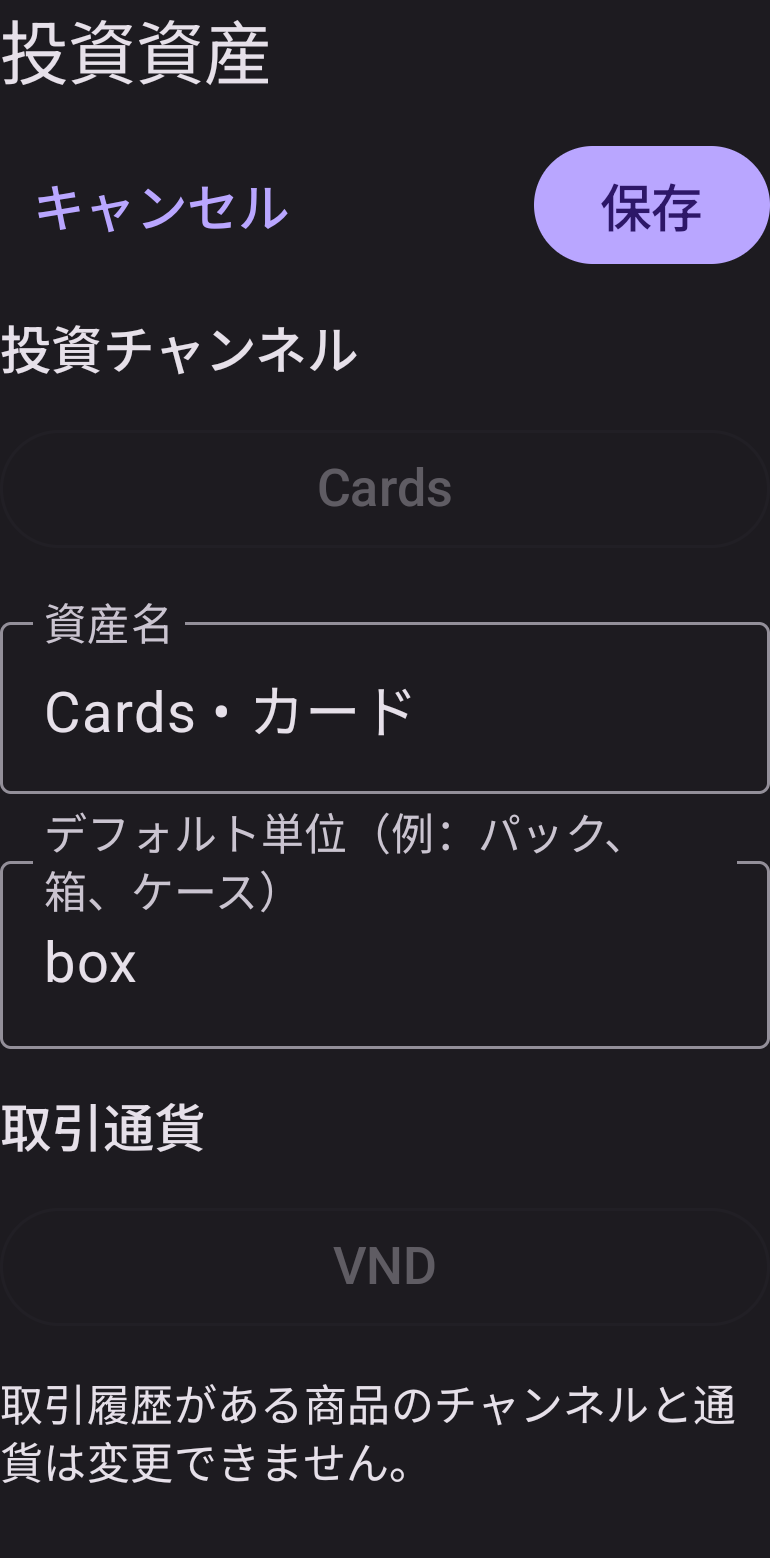 投資資産
キャンセル
保存
投資チャンネル
Cards
資産名
Cards・カード
デフォルト単位（例：パック、
箱、ケース）
box
取引通貨
VND
取引履歴がある商品のチャンネルと通
貨は変更できません。